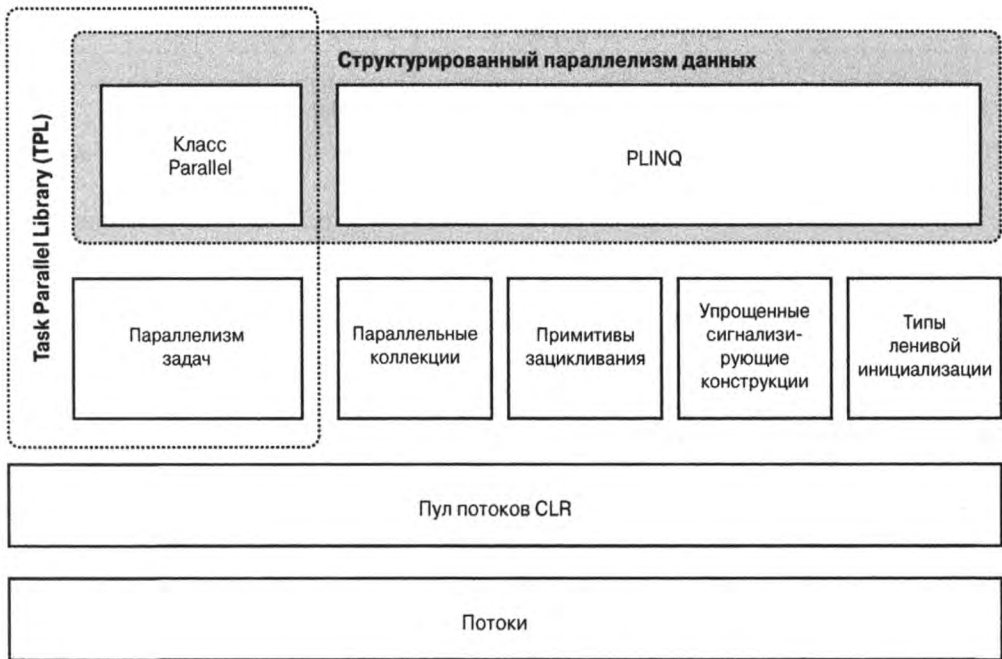 Task Parallel Library (TPL)
Структурированный параллелизм данных
Класс
Parallel
PLINQ
Параллелизм
задач
Параллельные
коллекции
Примитивы
зацикливания
Упрощенные
сигнализи-
рующие
конструкции
Типы
ленивой
инициализации
Пул потоков CLR
Потоки